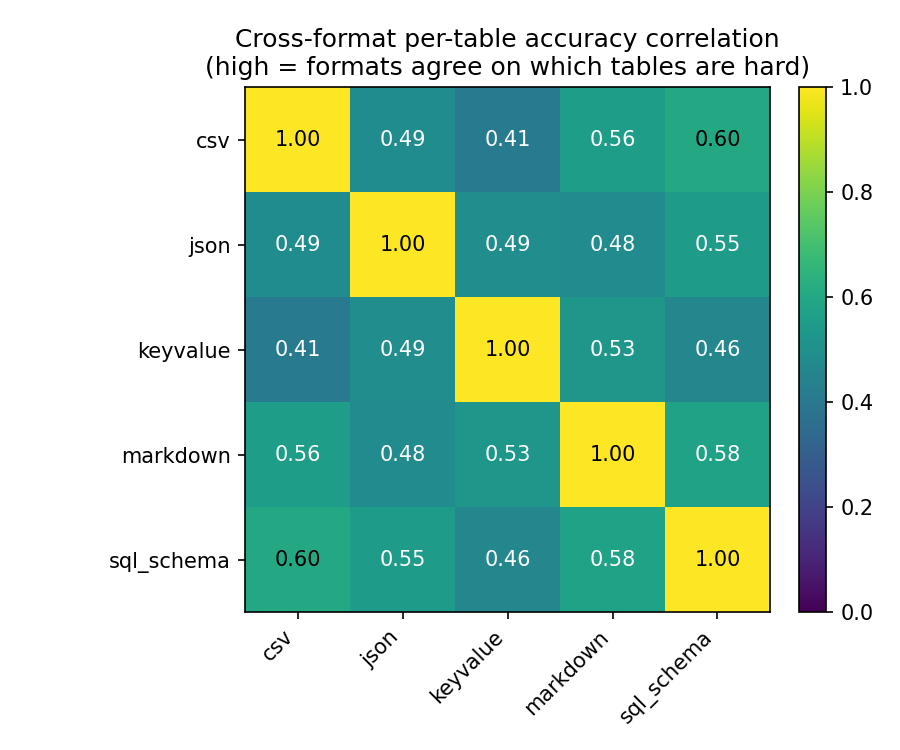 Cross-format per-table accuracy correlation
(high = formats agree on which tables are hard)
csv 1.00 0.49 0.41 0.56 0.60
json 0.49 1.00 0.49 0.48 0.55
keyvalue 0.41 0.49 1.00 0.53 0.46
markdown 0.56 0.48 0.53 1.00 0.58
sql_schema 0.60 0.55 0.46 0.58 1.00
csv json keyvalue markdown sql_schema
1.0
0.8
0.6
0.4
0.2
0.0